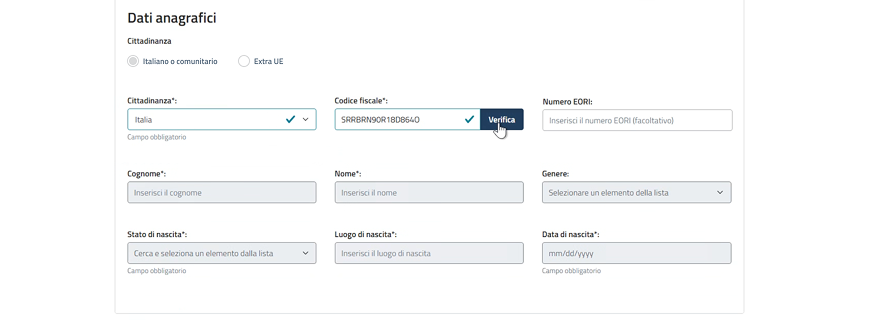 Dati anagrafici
Cittadinanza
Italiano o comunitario Extra UE
Cittadinanza*: Codice fiscale*: Numero EORI:
Italia SRRBRN90R18D864O Verifica Inserisci il numero EORI (facoltativo)
Campo obbligatorio
Cognome*: Nome*: Genere:
Inserisci il cognome Inserisci il nome Selezionare un elemento della lista
Stato di nascita*: Luogo di nascita*: Data di nascita*:
Cerca e seleziona un elemento dalla lista Inserisci il luogo di nascita mm/dd/yyyy
Campo obbligatorio Campo obbligatorio